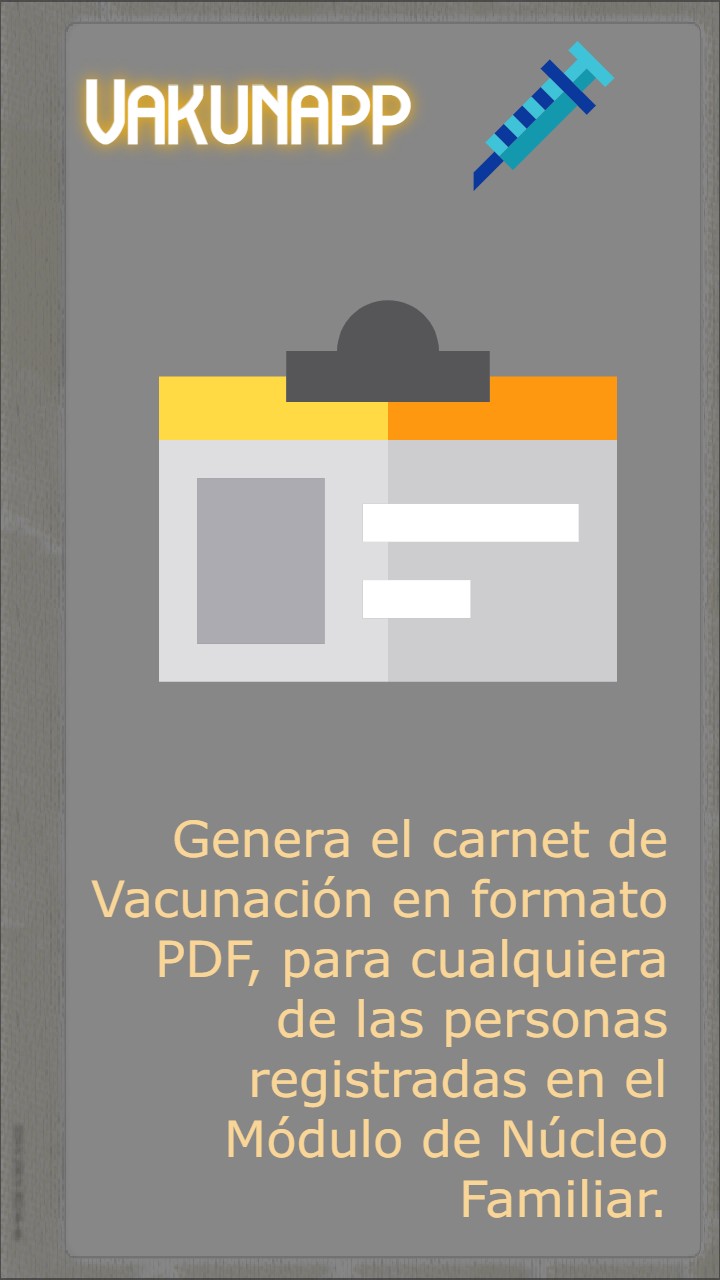 VAKUNAPP
Genera el carnet de
Vacunación en formato
PDF, para cualquiera
de las personas
registradas en el
Módulo de Núcleo
Familiar.